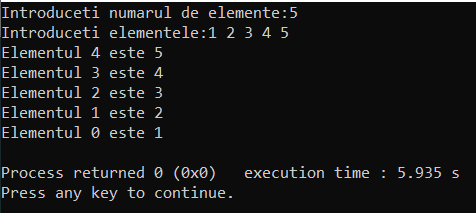 Introduceti numarul de elemente:5
Introduceti elementele:1 2 3 4 5
Elementul 4 este 5
Elementul 3 este 4
Elementul 2 este 3
Elementul 1 este 2
Elementul 0 este 1
Process returned 0 (0x0)   execution time : 5.935 s
Press any key to continue.